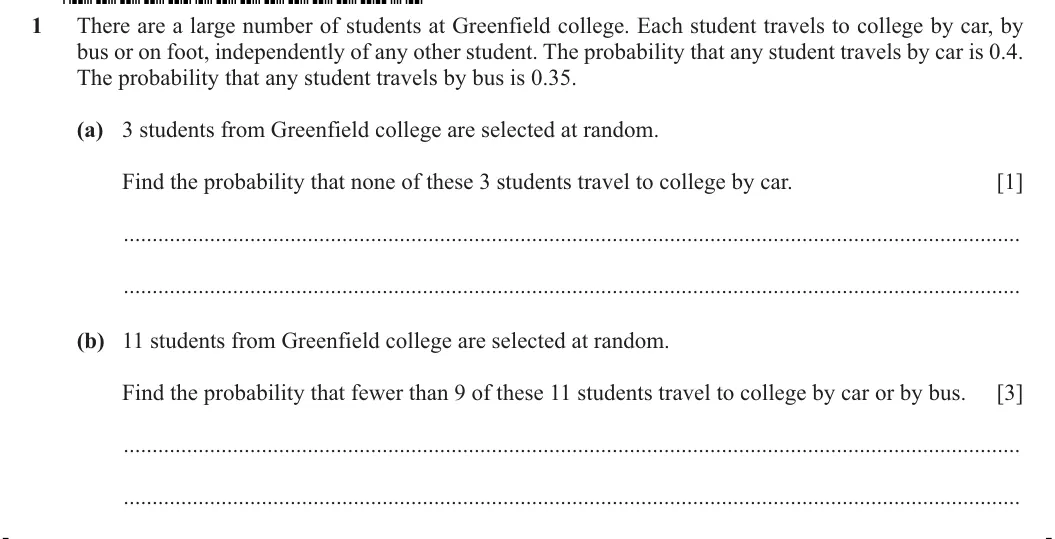 1 There are a large number of students at Greenfield college. Each student travels to college by car, by
bus or on foot, independently of any other student. The probability that any student travels by car is 0.4.
The probability that any student travels by bus is 0.35.
(a) 3 students from Greenfield college are selected at random.
Find the probability that none of these 3 students travel to college by car. [1]
(b) 11 students from Greenfield college are selected at random.
Find the probability that fewer than 9 of these 11 students travel to college by car or by bus. [3]